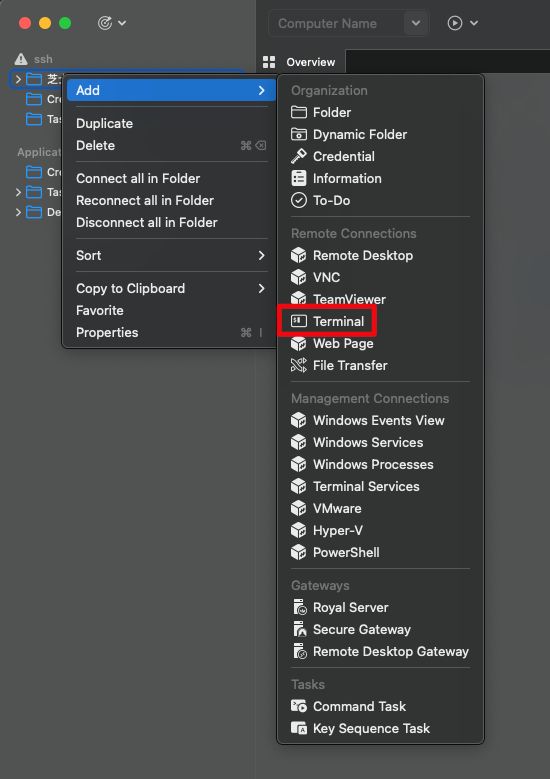 Computer Name
ssh
Overview
芝
Cre
Tas
Applicat
Cre
Tas
De
Add
Duplicate
Delete ⌘⌫
Connect all in Folder
Reconnect all in Folder
Disconnect all in Folder
Sort
Copy to Clipboard
Favorite
Properties ⌘ I
Organization
Folder
Dynamic Folder
Credential
Information
To-Do
Remote Connections
Remote Desktop
VNC
TeamViewer
Terminal
Web Page
File Transfer
Management Connections
Windows Events View
Windows Services
Windows Processes
Terminal Services
VMware
Hyper-V
PowerShell
Gateways
Royal Server
Secure Gateway
Remote Desktop Gateway
Tasks
Command Task
Key Sequence Task